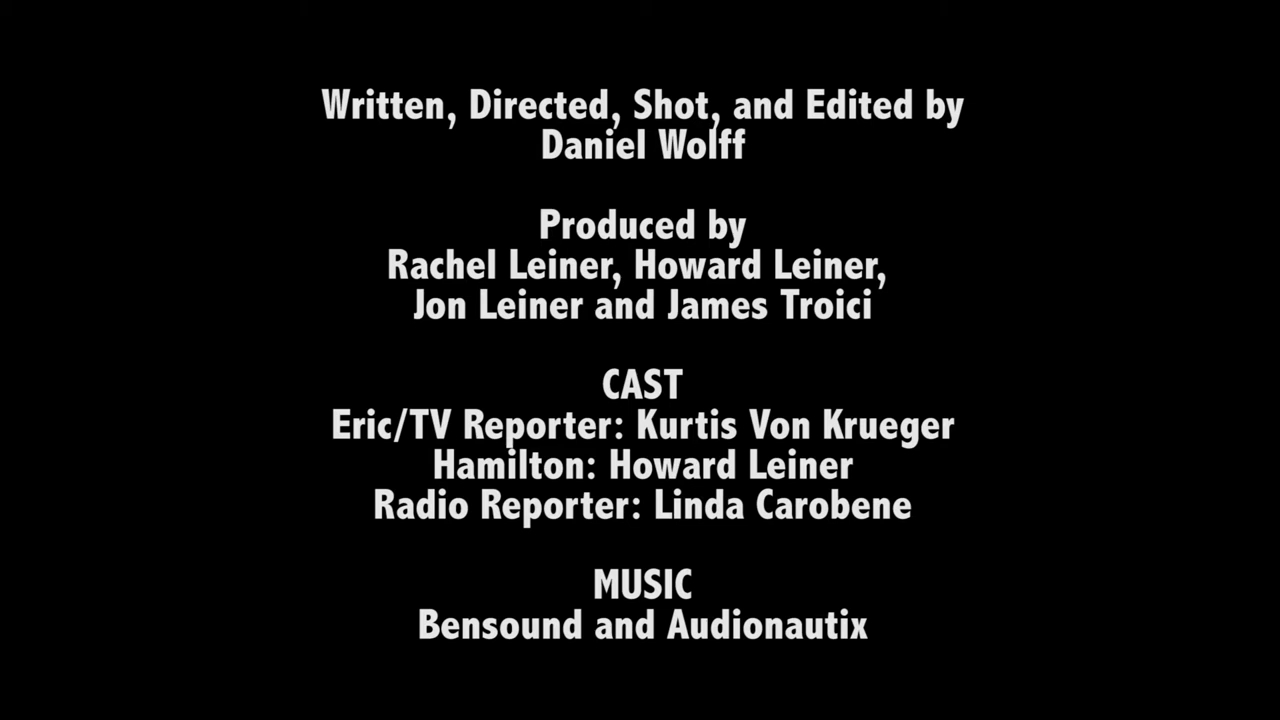 Written, Directed, Shot, and Edited by
Daniel Wolff
Produced by
Rachel Leiner, Howard Leiner,
Jon Leiner and James Troici
CAST
Eric/TV Reporter: Kurtis Von Krueger
Hamilton: Howard Leiner
Radio Reporter: Linda Carobene
MUSIC
Bensound and Audionautix